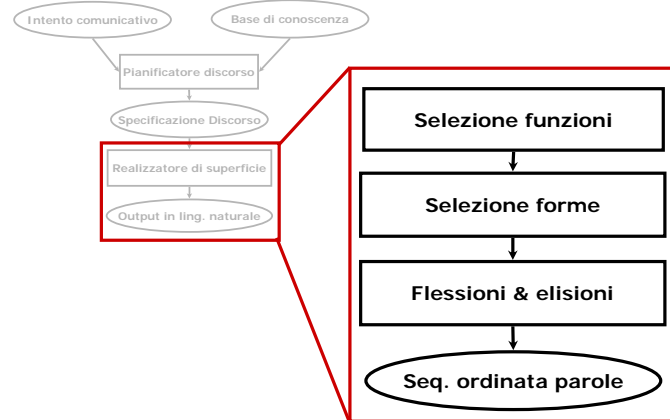 Intento comunicativo
Base di conoscenza
Pianificatore discorso
Specificazione Discorso
Realizzatore di superficie
Output in ling. naturale
Selezione funzioni
Selezione forme
Flessioni & elisioni
Seq. ordinata parole